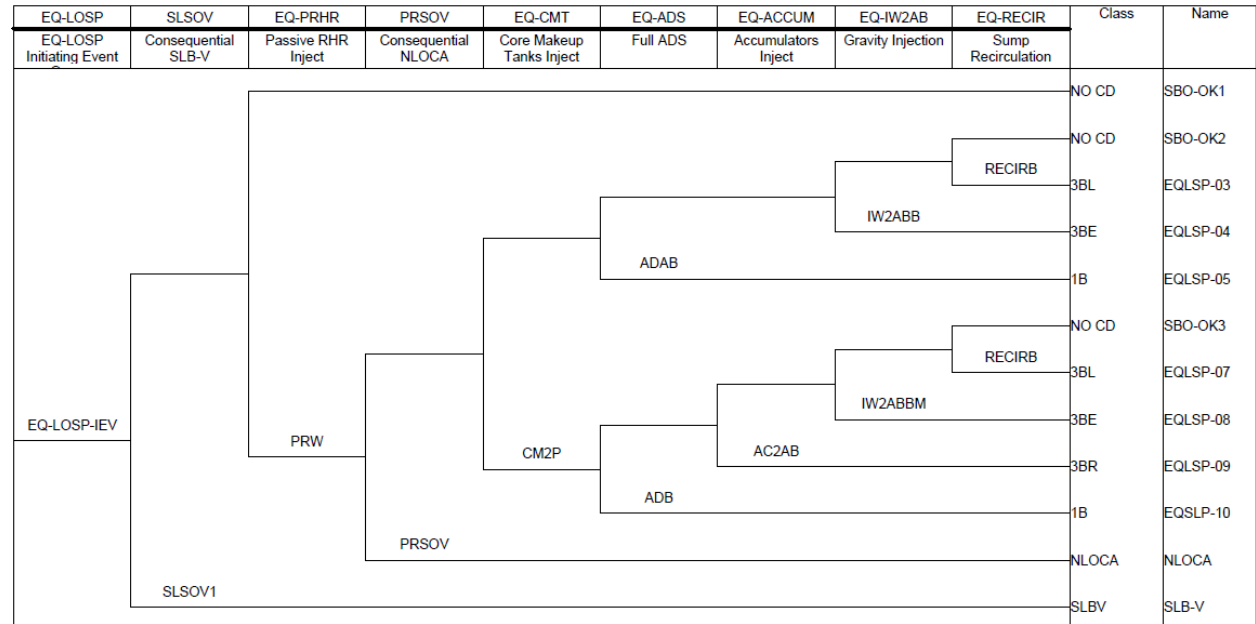 EQ-LOSP SLSOV EQ-PRHR PRSOV EQ-CMT EQ-ADS EQ-ACCUM EQ-IW2AB EQ-RECIR Class Name
EQ-LOSP Consequential Passive RHR Consequential Core Makeup Full ADS Accumulators Gravity Injection Sump
Initiating Event SLB-V Inject NLOCA Tanks Inject Inject Recirculation
NO CD SBO-OK1
NO CD SBO-OK2
RECIRB
3BL EQLSP-03
IW2ABB
3BE EQLSP-04
ADAB
1B EQLSP-05
NO CD SBO-OK3
RECIRB
3BL EQLSP-07
IW2ABBM
3BE EQLSP-08
EQ-LOSP-IEV
PRW
CM2P
AC2AB
3BR EQLSP-09
ADB
1B EQSLP-10
PRSOV
NLOCA NLOCA
SLSOV1
SLBV SLB-V